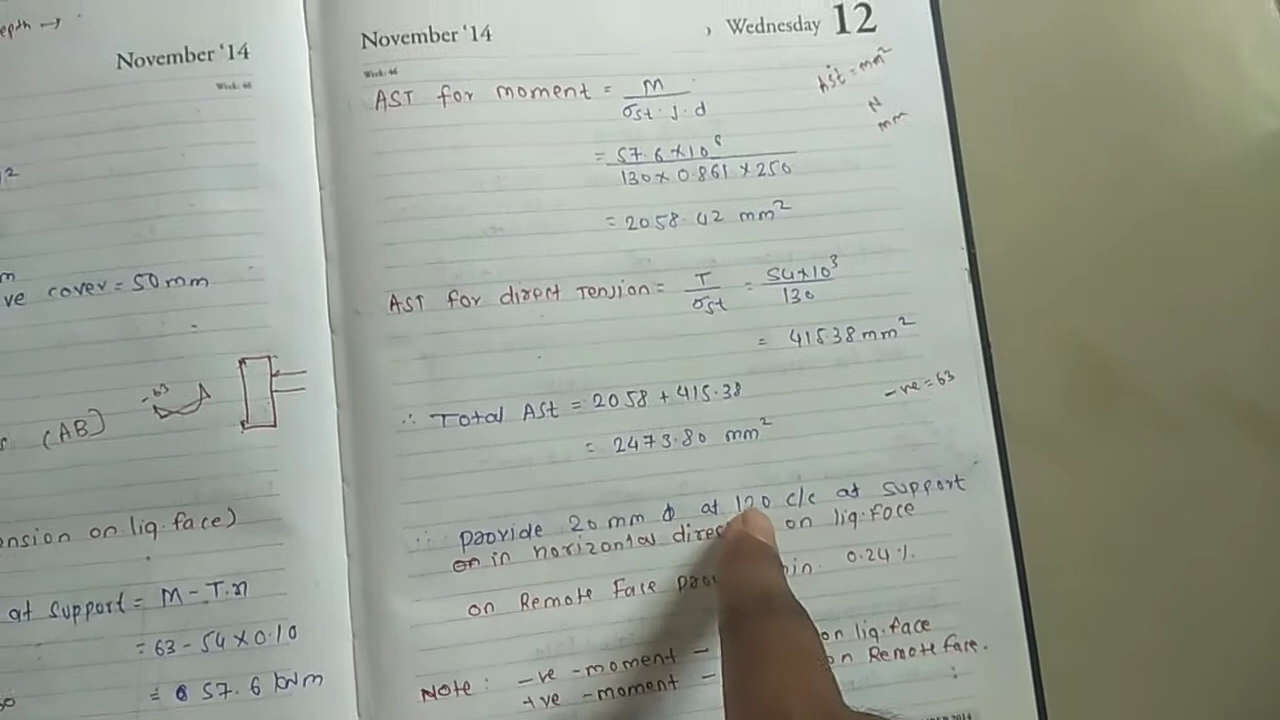 epth →
November '14
Week: 46
2
m
ve cover = 50mm
-63
(AB)
ension on liq. face)
at support = M - T.x
= 63 - 54 × 0.10
= 57.6 kNm
November '14
Wednesday 12
Week: 46
Ast = mm²
N
mm
AST for moment = M / σst . j . d
= 57.6 × 10⁶ / 130 × 0.861 × 250
= 2058.42 mm²
AST for direct Tension = T / σst = 54×10³ / 130
= 415.38 mm²
-ve = 63
∴ Total Ast = 2058 + 415.38
= 2473.80 mm²
∴ Provide 20 mm ϕ at 120 c/c at support
in horizontal direc on liq. face
on Remote Face pro in. 0.24 %.
Note: -ve - moment - on liq. face
+ve - moment - on Remote face.